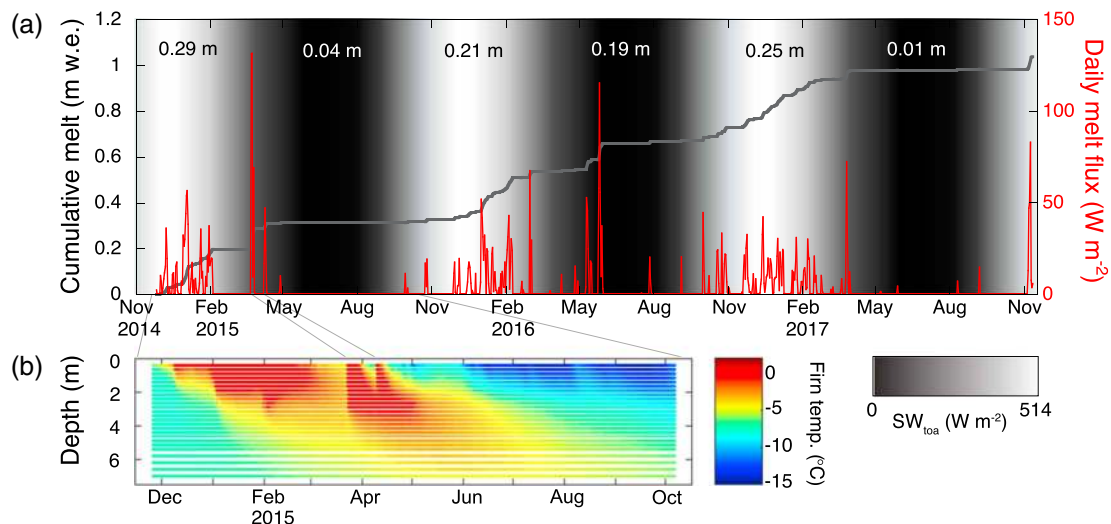 (a)
Cumulative melt (m w.e.)
1.2
1
0.8
0.6
0.4
0.2
0
0.29 m
0.04 m
0.21 m
0.19 m
0.25 m
0.01 m
150
100
50
0
Daily melt flux (W m⁻²)
Nov Feb May Aug Nov Feb May Aug Nov Feb May Aug Nov
2014 2015 2016 2017
(b)
Depth (m)
0
2
4
6
Dec Feb Apr Jun Aug Oct
2015
0
-5
-10
-15
Firn temp. (°C)
0 514
SWtoa (W m⁻²)